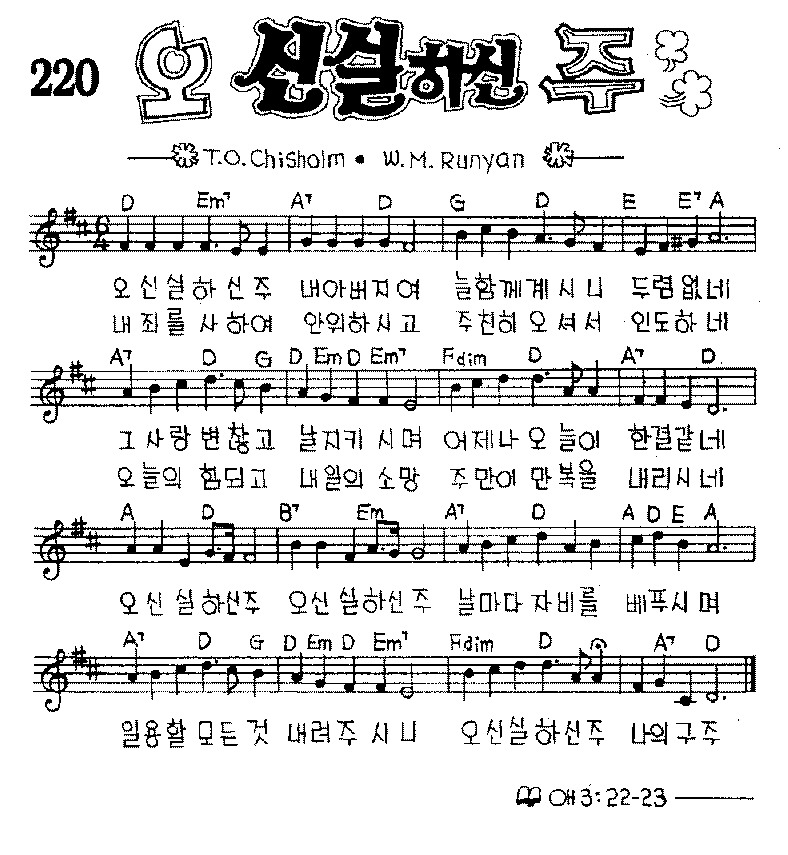 220 오 신실하신 주
T.O. Chisholm • W.M. Runyan
D Em7 A7 D G D E E7 A
6/4
오 신 실 하 신 주 내 아 버 지 여 늘 함 께 계 시 니 두 렴 없 네
내 죄 를 사 하 여 안 위 하 시 고 주 친 히 오 셔 서 인 도 하 네
A7 D G D Em D Em7 Fdim D A7 D
그 사 랑 변 찮 고 날 지 키 시 며 어 제 나 오 늘 이 한 결 같 네
오 늘 의 힘 되 고 내 일 의 소 망 주 만 이 만 복 을 내 리 시 네
A D B7 Em A7 D A D E A
오 신 실 하 신 주 오 신 실 하 신 주 날 마 다 자 비 를 베 푸 시 며
A7 D G D Em D Em7 Fdim D A7 D
일 용 할 모 든 것 내 려 주 시 니 오 신 실 하 신 주 나 의 구 주
애 3:22-23